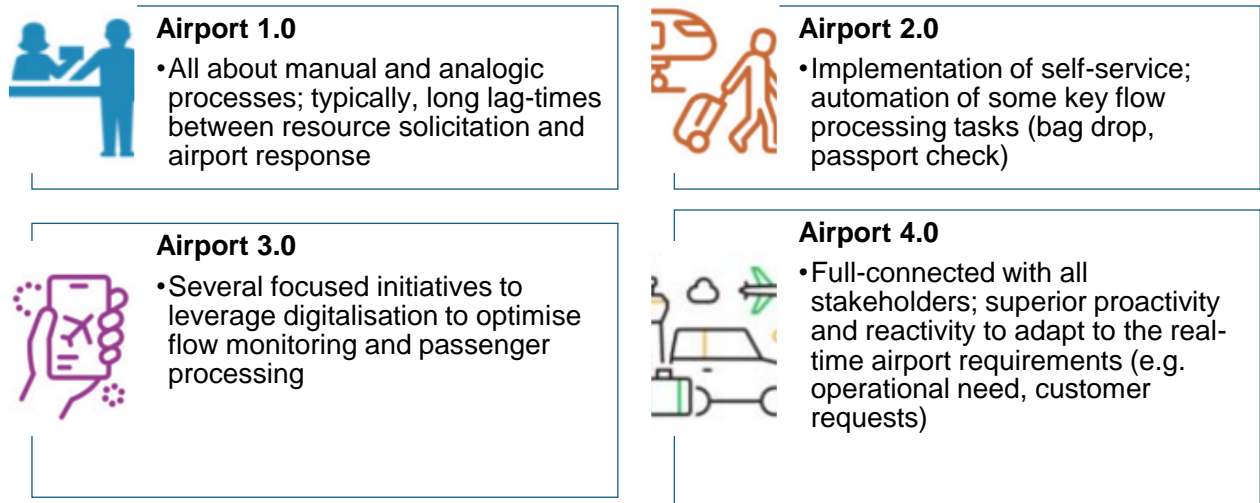 Airport 1.0
•All about manual and analogic
processes; typically, long lag-times
between resource solicitation and
airport response
Airport 2.0
•Implementation of self-service;
automation of some key flow
processing tasks (bag drop,
passport check)
Airport 3.0
•Several focused initiatives to
leverage digitalisation to optimise
flow monitoring and passenger
processing
Airport 4.0
•Full-connected with all
stakeholders; superior proactivity
and reactivity to adapt to the real-
time airport requirements (e.g.
operational need, customer
requests)